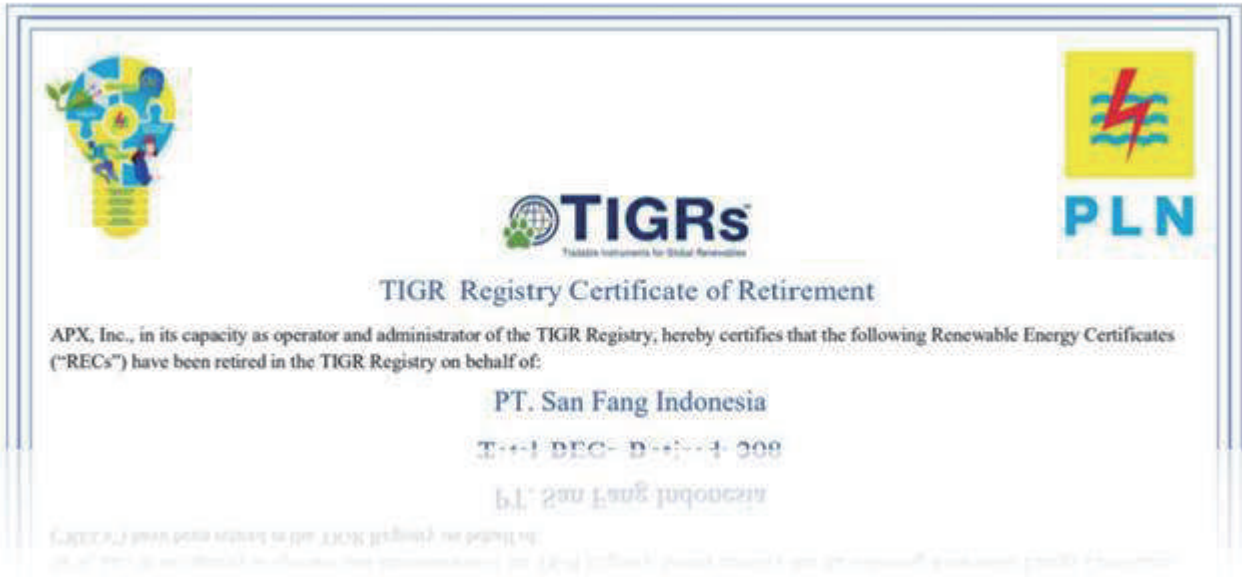 PLN
TIGRs
Tradable Instruments for Global Renewables
TIGR Registry Certificate of Retirement
APX, Inc., in its capacity as operator and administrator of the TIGR Registry, hereby certifies that the following Renewable Energy Certificates
(“RECs”) have been retired in the TIGR Registry on behalf of:
PT. San Fang Indonesia